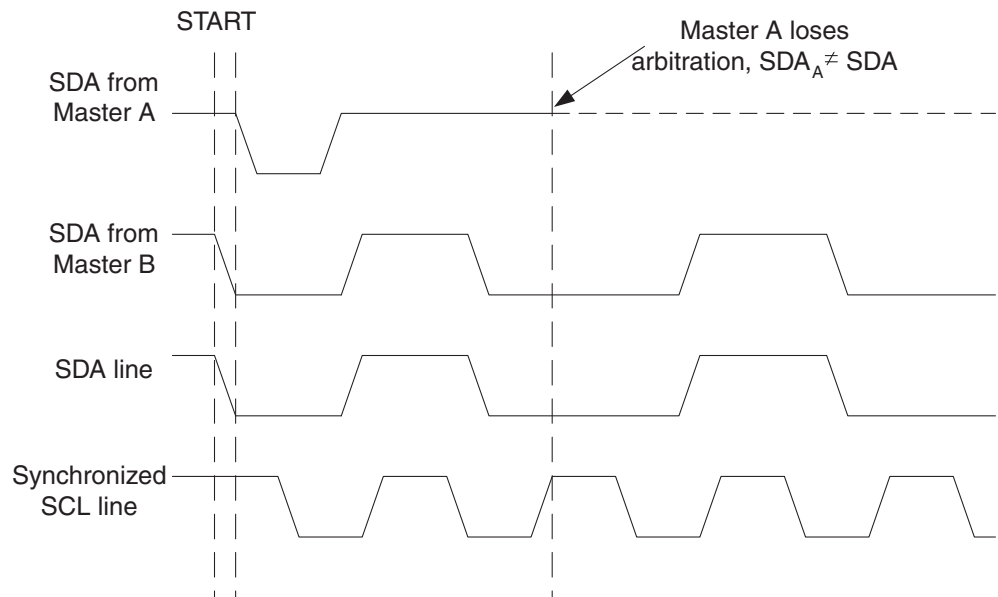 START
Master A loses
arbitration, SDA_A ≠ SDA
SDA from
Master A
SDA from
Master B
SDA line
Synchronized
SCL line